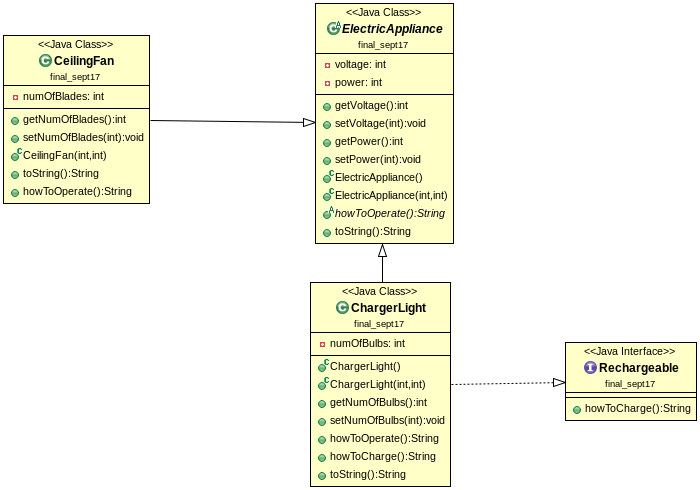 <<Java Class>>
CeilingFan
final_sept17
numOfBlades: int
getNumOfBlades():int
setNumOfBlades(int):void
CeilingFan(int,int)
toString():String
howToOperate():String
<<Java Class>>
ElectricAppliance
final_sept17
voltage: int
power: int
getVoltage():int
setVoltage(int):void
getPower():int
setPower(int):void
ElectricAppliance()
ElectricAppliance(int,int)
howToOperate():String
toString():String
<<Java Class>>
ChargerLight
final_sept17
numOfBulbs: int
ChargerLight()
ChargerLight(int,int)
getNumOfBulbs():int
setNumOfBulbs(int):void
howToOperate():String
howToCharge():String
toString():String
<<Java Interface>>
Rechargeable
final_sept17
howToCharge():String